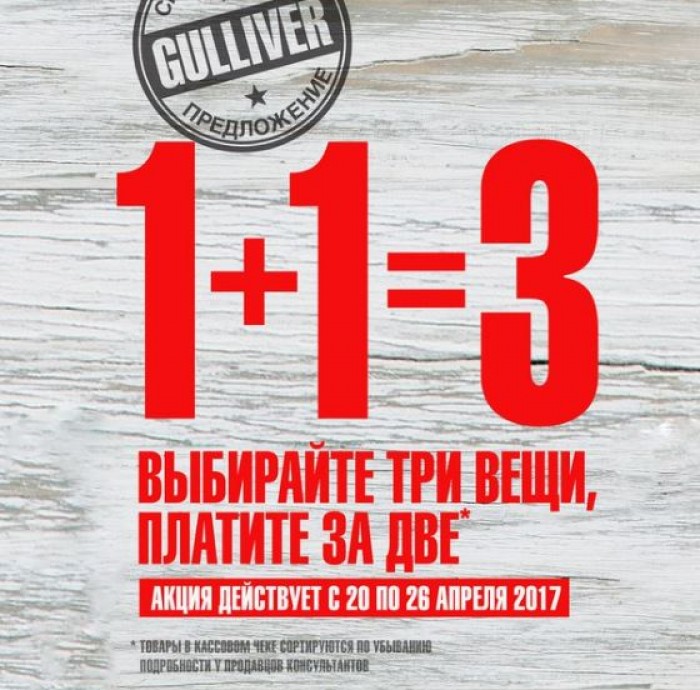 GULLIVER
ПРЕДЛОЖЕНИЕ
1+1=3
ВЫБИРАЙТЕ ТРИ ВЕЩИ,
ПЛАТИТЕ ЗА ДВЕ*
АКЦИЯ ДЕЙСТВУЕТ С 20 ПО 26 АПРЕЛЯ 2017
* ТОВАРЫ В КАССОВОМ ЧЕКЕ СОРТИРУЮТСЯ ПО УБЫВАНИЮ
ПОДРОБНОСТИ У ПРОДАВЦОВ КОНСУЛЬТАНТОВ